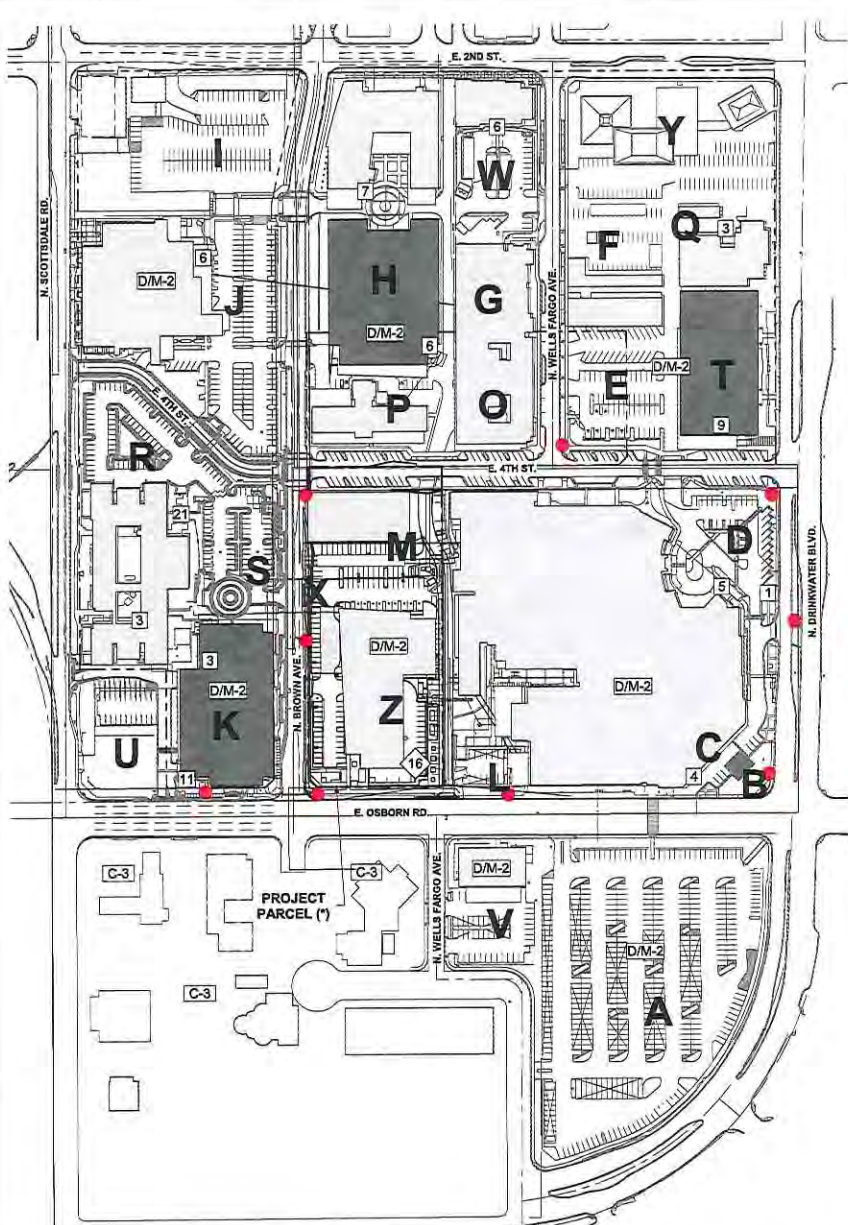 E. 2ND ST.
Y
I
6
W
7
N. SCOTTSDALE RD.
F
Q
3
6
H
G
N. WELLS FARGO AVE.
D/M-2
J
D/M-2
6
D/M-2
T
E
P
O
9
E. 4TH ST.
R
E. 4TH ST.
21
M
D
S
X
5
1
N. DRINKWATER BLVD.
3
3
D/M-2
D/M-2
D/M-2
N. BROWN AVE.
K
Z
C
U
16
L
4
B
11
E. OSBORN RD.
C-3
C-3
N. WELLS FARGO AVE.
D/M-2
PROJECT
PARCEL (*)
V
D/M-2
C-3
A